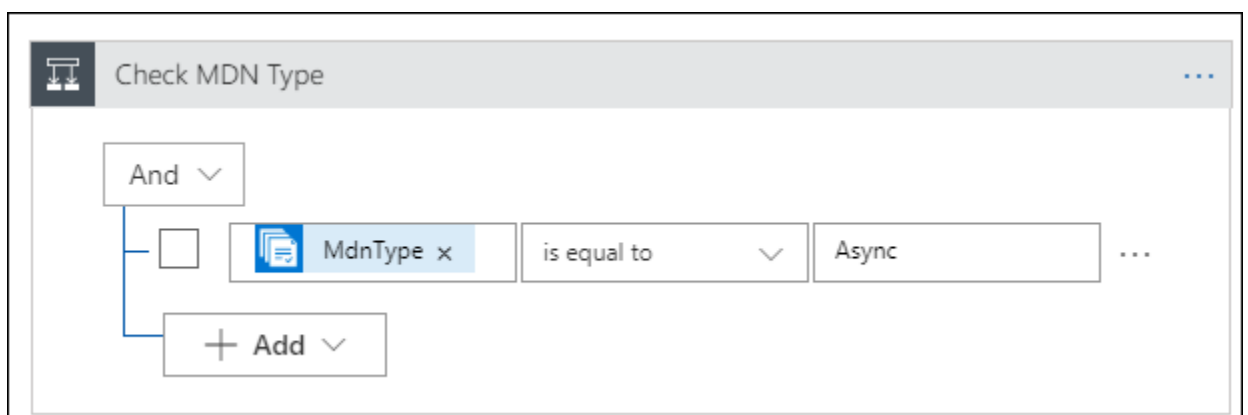 Check MDN Type ...
And
MdnType × is equal to Async ...
+ Add